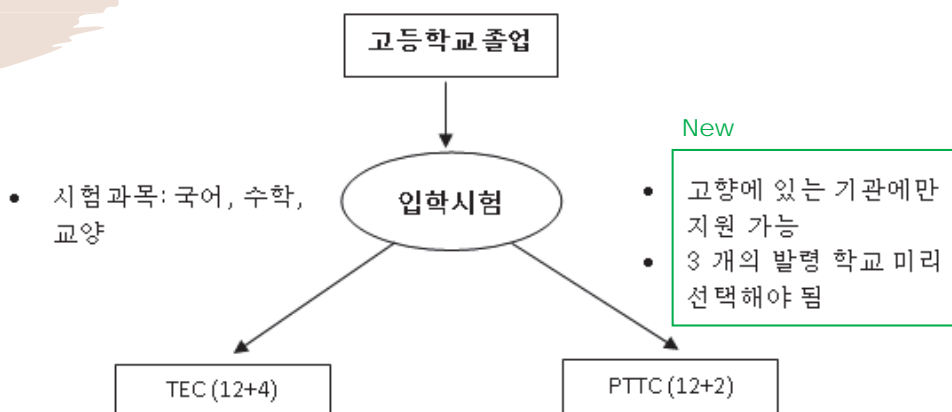 고등학교 졸업
New
• 시험과목: 국어, 수학,
교양
입학시험
• 고향에 있는 기관에만
지원 가능
• 3 개의 발령 학교 미리
선택해야 됨
TEC (12+4)
PTTC (12+2)